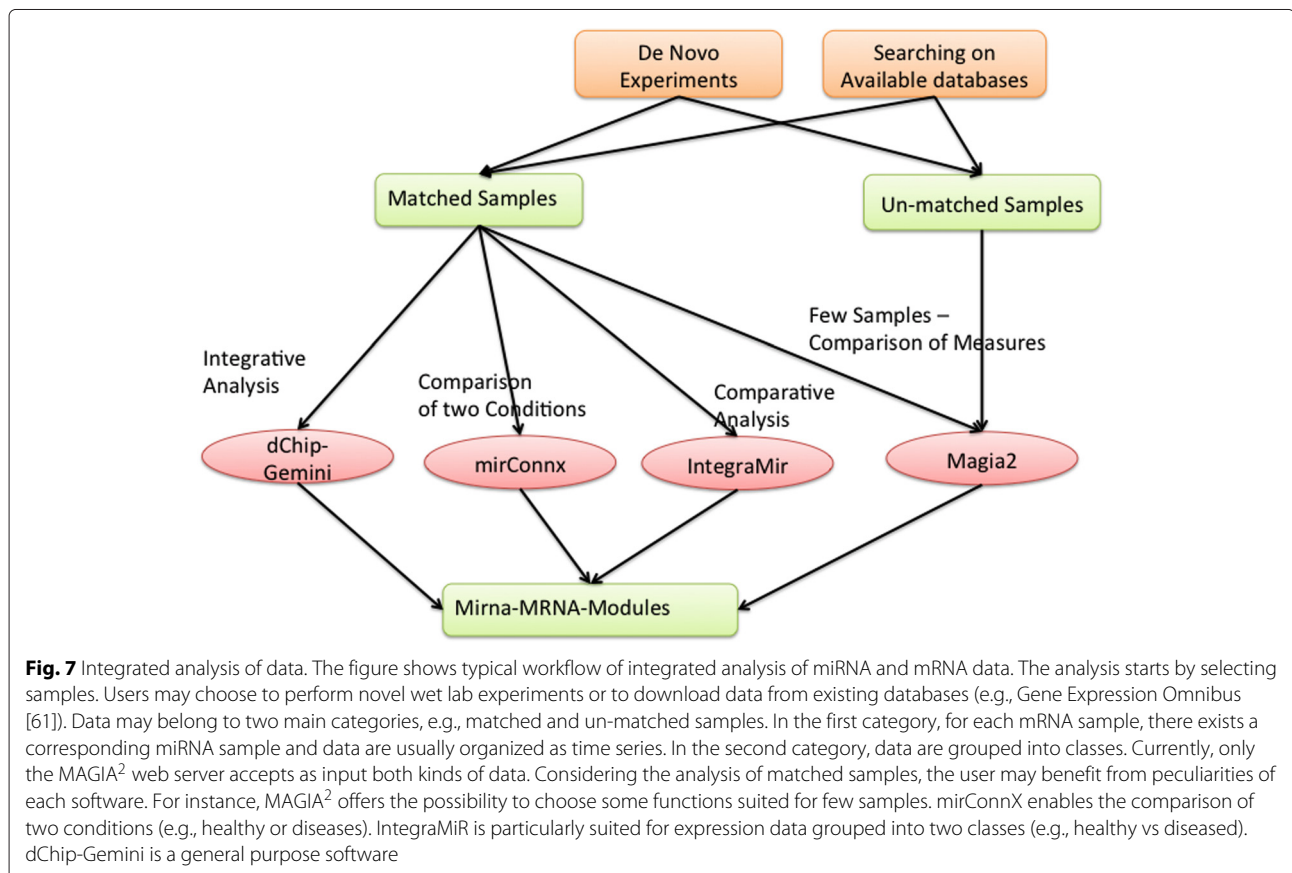 De Novo
Experiments
Searching on
Available databases
Matched Samples
Un-matched Samples
Few Samples –
Comparison of Measures
Integrative
Analysis
Comparison
of two Conditions
Comparative
Analysis
dChip-
Gemini
mirConnx
IntegraMir
Magia2
Mirna-MRNA-Modules
Fig. 7 Integrated analysis of data. The figure shows typical workflow of integrated analysis of miRNA and mRNA data. The analysis starts by selecting
samples. Users may choose to perform novel wet lab experiments or to download data from existing databases (e.g., Gene Expression Omnibus
[61]). Data may belong to two main categories, e.g., matched and un-matched samples. In the first category, for each mRNA sample, there exists a
corresponding miRNA sample and data are usually organized as time series. In the second category, data are grouped into classes. Currently, only
the MAGIA² web server accepts as input both kinds of data. Considering the analysis of matched samples, the user may benefit from peculiarities of
each software. For instance, MAGIA² offers the possibility to choose some functions suited for few samples. mirConnX enables the comparison of
two conditions (e.g., healthy or diseases). IntegraMiR is particularly suited for expression data grouped into two classes (e.g., healthy vs diseased).
dChip-Gemini is a general purpose software